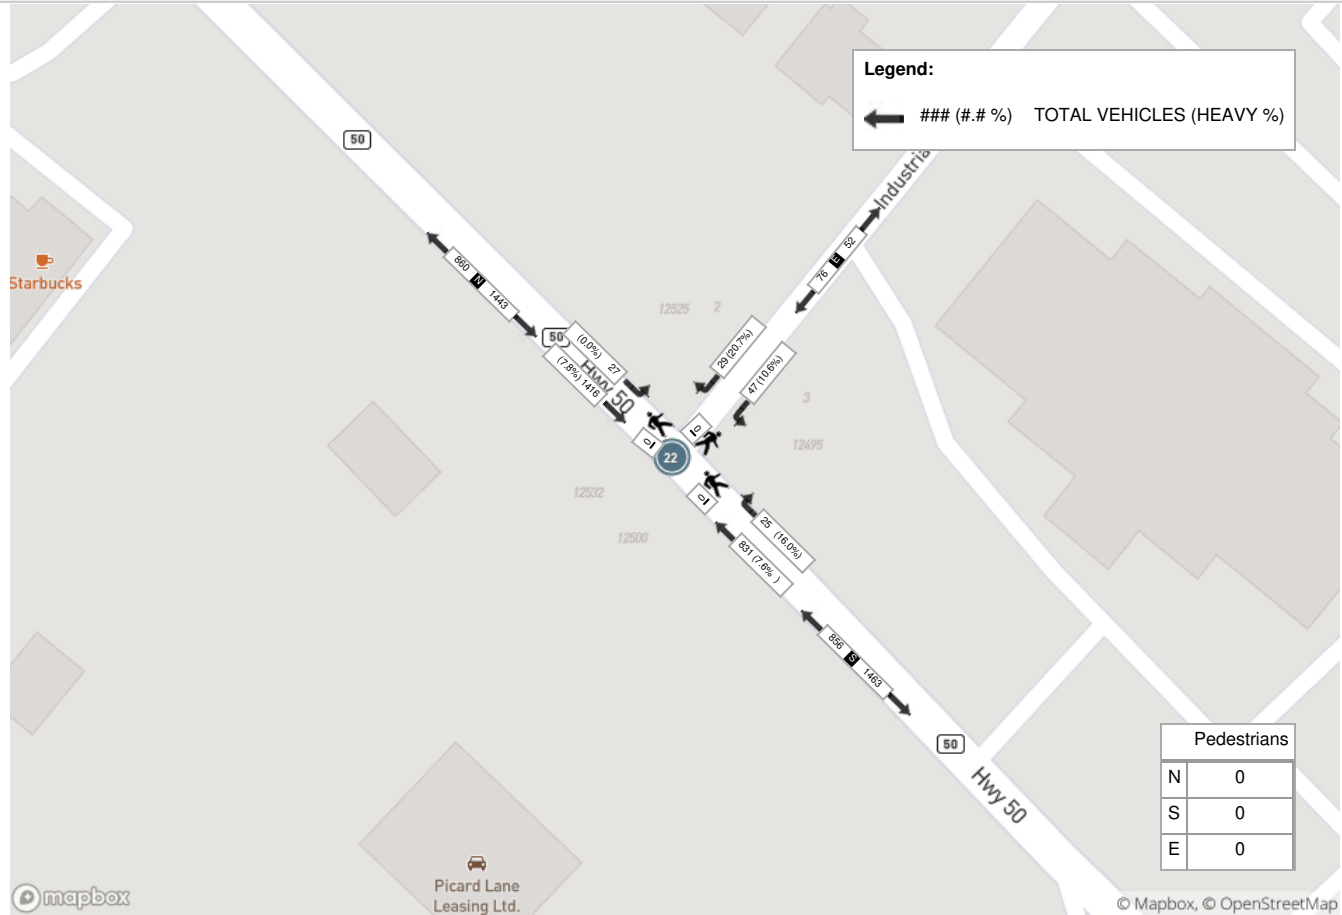 Legend:
### (#.# %) TOTAL VEHICLES (HEAVY %)
50
Industria
52
E
76
860
N
1443
Starbucks
12525
2
50
(0.0%) 27
Hwy 50
(7.8%) 1416
29 (20.7%)
47 (10.6%)
3
12495
0
0
22
0
12532
12500
25 (16.0%)
831 (7.6% )
856
S
1463
50
Hwy 50
Pedestrians
N 0
S 0
E 0
Picard Lane
Leasing Ltd.
mapbox
© Mapbox, © OpenStreetMap